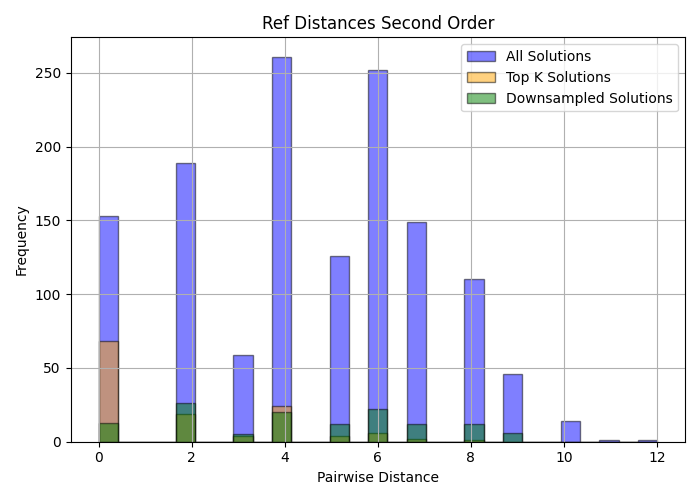 Ref Distances Second Order
All Solutions
Top K Solutions
Downsampled Solutions
Frequency
250
200
150
100
50
0
0 2 4 6 8 10 12
Pairwise Distance